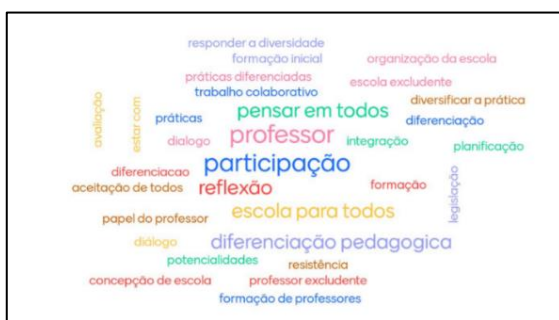 responder a diversidade
formação inicial
organização da escola
práticas diferenciadas
escola excludente
trabalho colaborativo
diversificar a prática
avaliação
estar com
práticas
pensar em todos
diferenciação
dialogo
professor
integração
planificação
participação
diferenciacao
aceitação de todos
reflexão
formação
legislação
papel do professor
escola para todos
diálogo
diferenciação pedagogica
potencialidades
resistência
concepção de escola
professor excludente
formação de professores